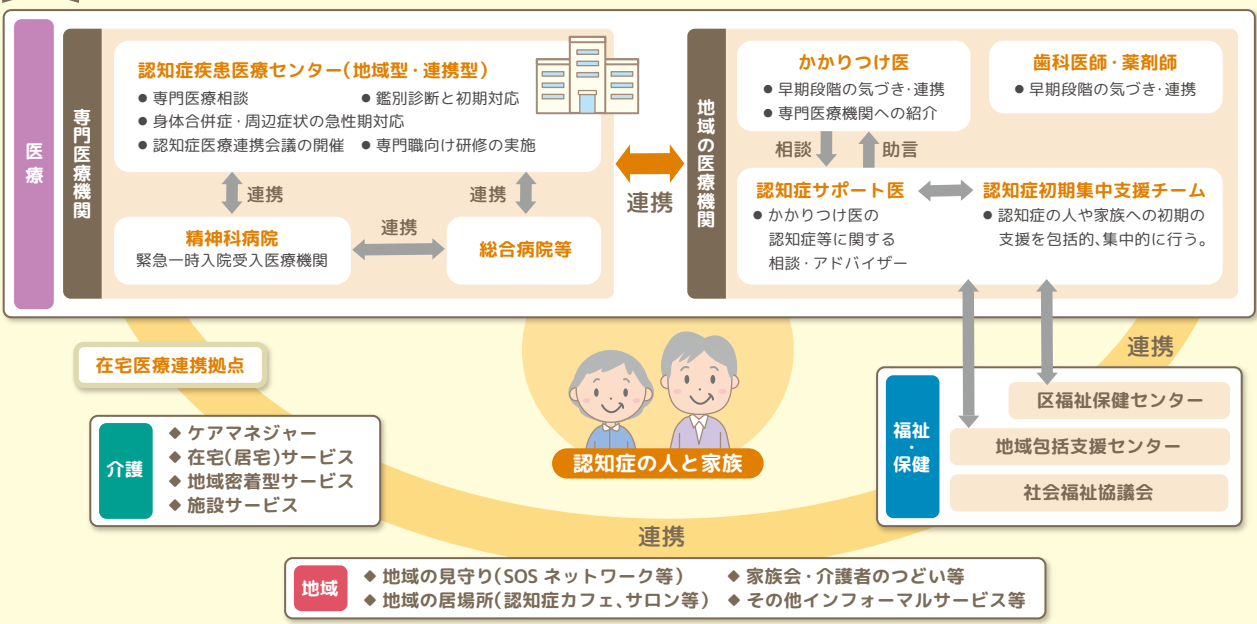 医療
専門医療機関
認知症疾患医療センター(地域型・連携型)
● 専門医療相談
● 鑑別診断と初期対応
● 身体合併症・周辺症状の急性期対応
● 認知症医療連携会議の開催
● 専門職向け研修の実施
連携
連携
精神科病院
緊急一時入院受入医療機関
連携
総合病院等
連携
地域の医療機関
かかりつけ医
● 早期段階の気づき・連携
● 専門医療機関への紹介
歯科医師・薬剤師
● 早期段階の気づき・連携
相談
助言
認知症サポート医
● かかりつけ医の
認知症等に関する
相談・アドバイザー
認知症初期集中支援チーム
● 認知症の人や家族への初期の
支援を包括的、集中的に行う。
在宅医療連携拠点
連携
介護
◆ ケアマネジャー
◆ 在宅(居宅)サービス
◆ 地域密着型サービス
◆ 施設サービス
認知症の人と家族
福祉・保健
区福祉保健センター
地域包括支援センター
社会福祉協議会
連携
地域
◆ 地域の見守り(SOS ネットワーク等)
◆ 家族会・介護者のつどい等
◆ 地域の居場所(認知症カフェ、サロン等)
◆ その他インフォーマルサービス等